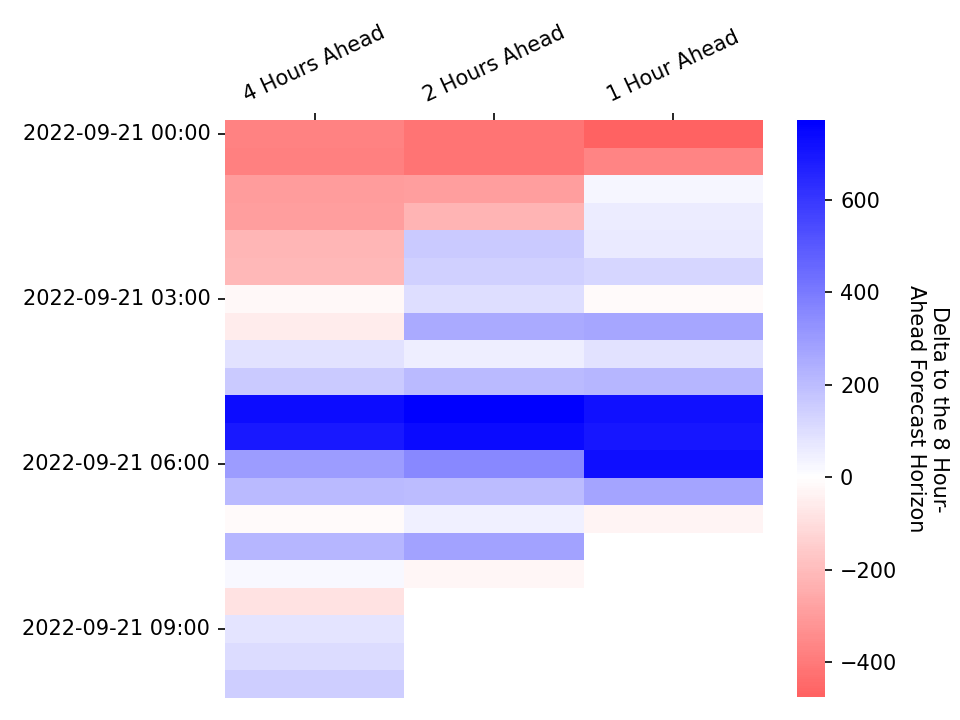 4 Hours Ahead
2 Hours Ahead
1 Hour Ahead
2022-09-21 00:00
2022-09-21 03:00
2022-09-21 06:00
2022-09-21 09:00
600
400
200
0
−200
−400
Delta to the 8 Hour-
Ahead Forecast Horizon